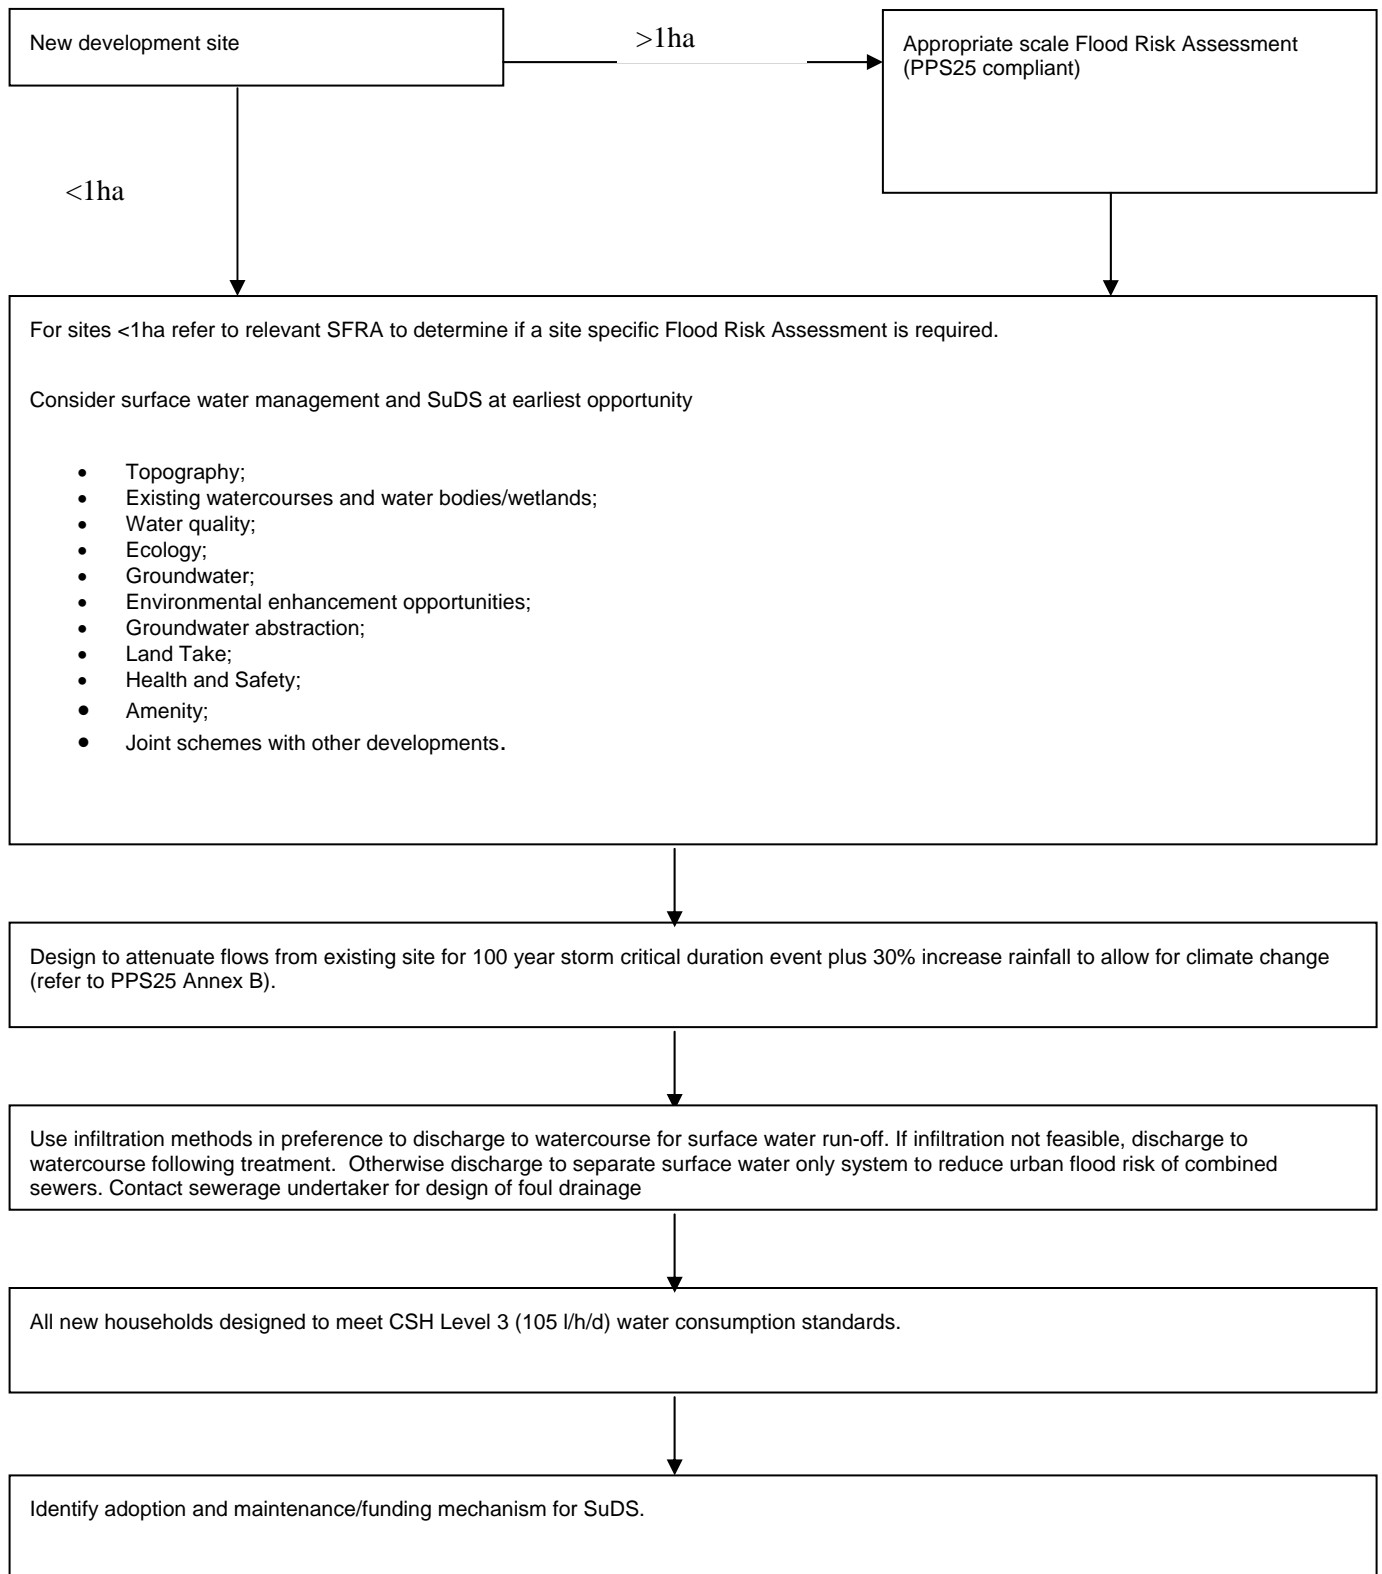 New development site
>1ha
Appropriate scale Flood Risk Assessment
(PPS25 compliant)
<1ha
For sites <1ha refer to relevant SFRA to determine if a site specific Flood Risk Assessment is required.
Consider surface water management and SuDS at earliest opportunity
• Topography;
• Existing watercourses and water bodies/wetlands;
• Water quality;
• Ecology;
• Groundwater;
• Environmental enhancement opportunities;
• Groundwater abstraction;
• Land Take;
• Health and Safety;
• Amenity;
• Joint schemes with other developments.
Design to attenuate flows from existing site for 100 year storm critical duration event plus 30% increase rainfall to allow for climate change
(refer to PPS25 Annex B).
Use infiltration methods in preference to discharge to watercourse for surface water run-off. If infiltration not feasible, discharge to
watercourse following treatment.  Otherwise discharge to separate surface water only system to reduce urban flood risk of combined
sewers. Contact sewerage undertaker for design of foul drainage
All new households designed to meet CSH Level 3 (105 l/h/d) water consumption standards.
Identify adoption and maintenance/funding mechanism for SuDS.